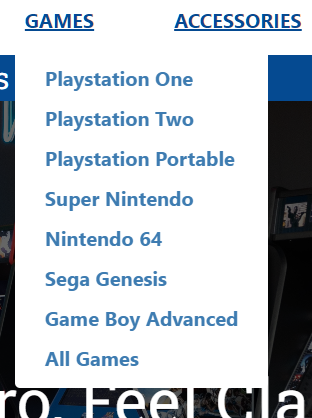 GAMES ACCESSORIES
s
Playstation One
Playstation Two
Playstation Portable
Super Nintendo
Nintendo 64
Sega Genesis
Game Boy Advanced
All Games
ro. Feel Cla